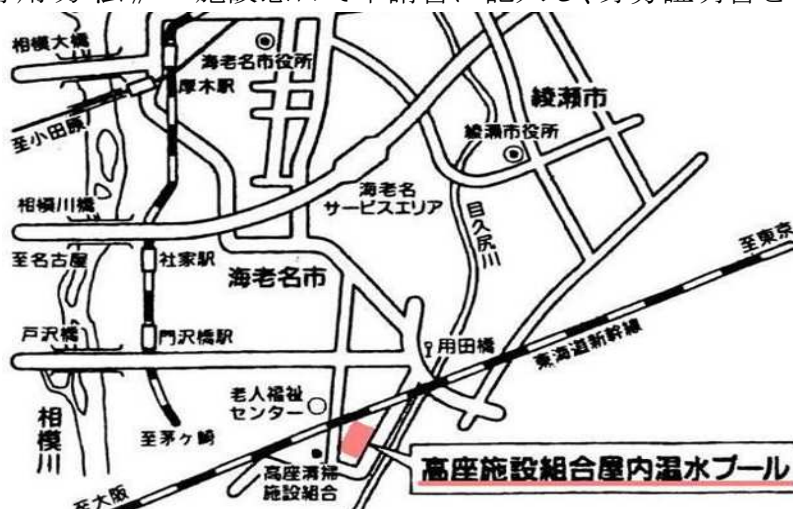 相模大橋
海老名市役所
厚木駅
至小田原
綾瀬市
綾瀬市役所
海老名
サービスエリア
目久尻川
相模川橋
至名古屋
社家駅
海老名市
至東京
戸沢橋
門沢橋駅
用田橋
東海道新幹線
老人福祉
センター
相模川
至茅ヶ崎
高座清掃
施設組合
高座施設組合屋内温水プール
至大阪